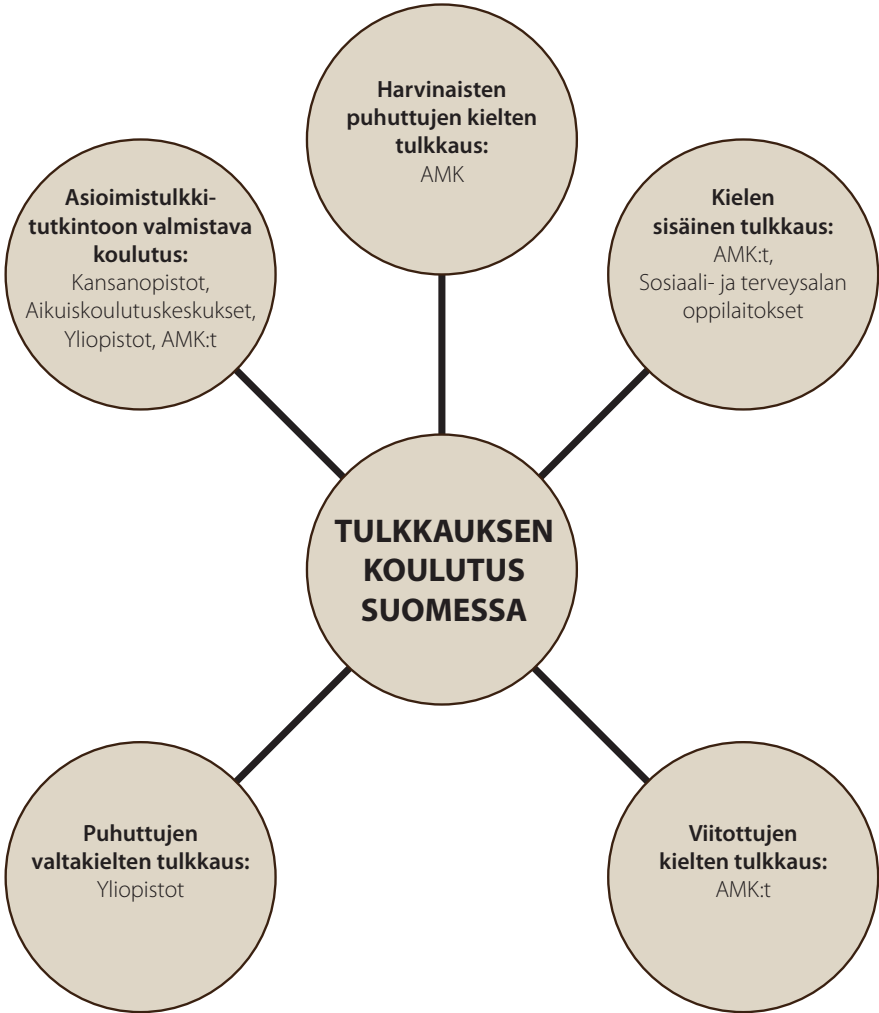 Harvinaisten
puhuttujen kielten
tulkkaus:
AMK
Asioimistulkki-
tutkintoon valmistava
koulutus:
Kansanopistot,
Aikuiskoulutuskeskukset,
Yliopistot, AMK:t
Kielen
sisäinen tulkkaus:
AMK:t,
Sosiaali- ja terveysalan
oppilaitokset
TULKKAUKSEN
KOULUTUS
SUOMESSA
Puhuttujen
valtakielten tulkkaus:
Yliopistot
Viitottujen
kielten tulkkaus:
AMK:t